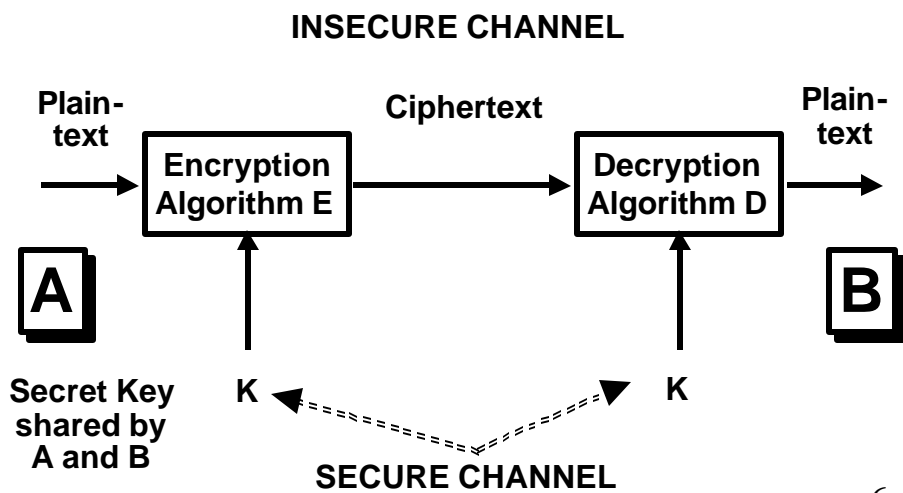 INSECURE CHANNEL
Plain-
text
Ciphertext
Plain-
text
Encryption
Algorithm E
Decryption
Algorithm D
A
B
Secret Key
shared by
A and B
K
K
SECURE CHANNEL